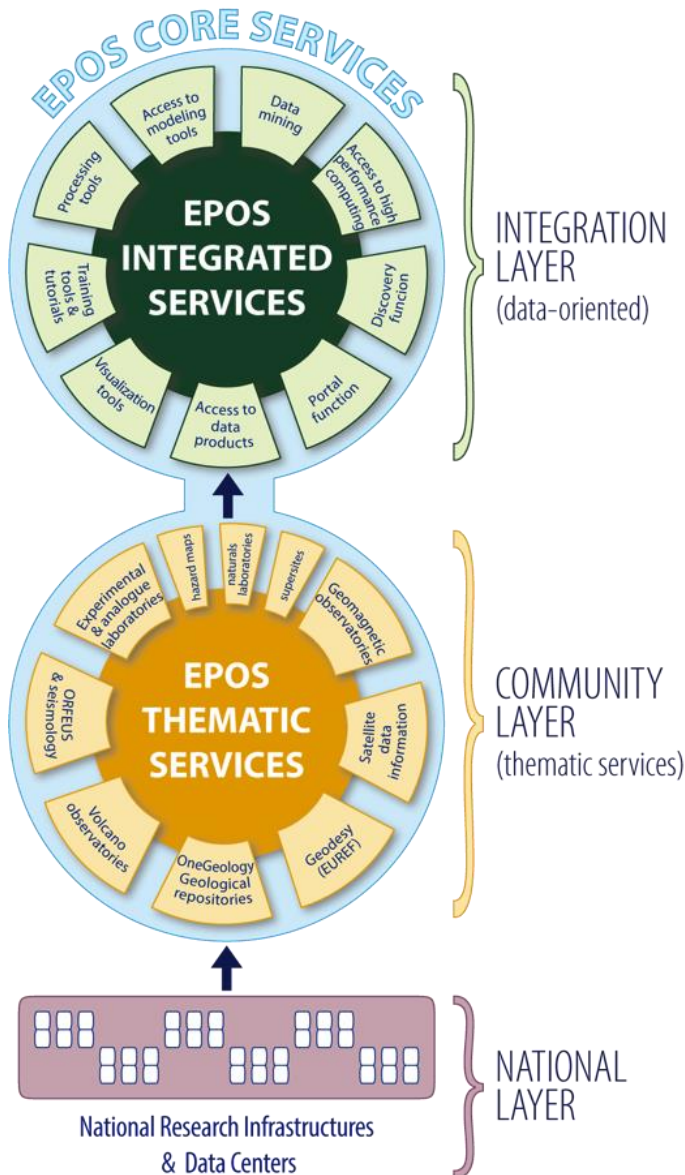 EPOS CORE SERVICES
Access to
modeling
tools
Data
mining
Access to high
performance
computing
Discovery
funcion
Portal
function
Access to
data
products
Visualization
tools
Training
tools &
tutorials
Processing
tools
EPOS
INTEGRATED
SERVICES
INTEGRATION
LAYER
(data-oriented)
Experimental
& analogue
laboratories
hazard maps
naturals
laboratories
supersites
Geomagnetic
observatories
Satellite
data
information
Geodesy
(EUREF)
OneGeology
Geological
repositories
Volcano
observatories
ORFEUS
& seismology
EPOS
THEMATIC
SERVICES
COMMUNITY
LAYER
(thematic services)
National Research Infrastructures
& Data Centers
NATIONAL
LAYER